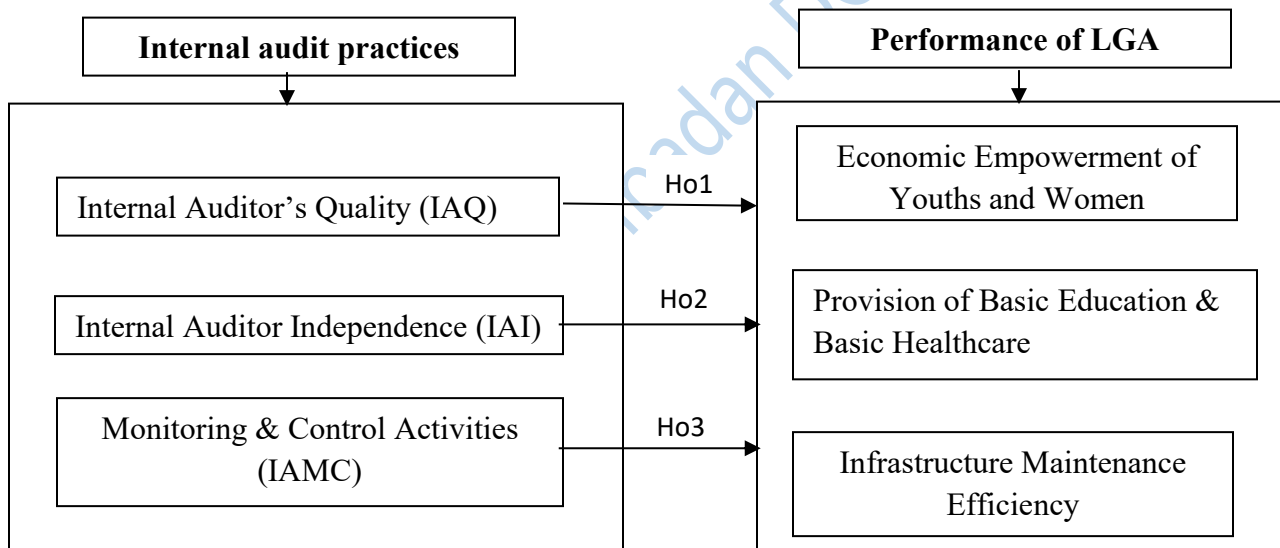 Internal audit practices
Performance of LGA
Internal Auditor’s Quality (IAQ)
Ho1
Economic Empowerment of
Youths and Women
Internal Auditor Independence (IAI)
Ho2
Provision of Basic Education &
Basic Healthcare
Monitoring & Control Activities
(IAMC)
Ho3
Infrastructure Maintenance
Efficiency